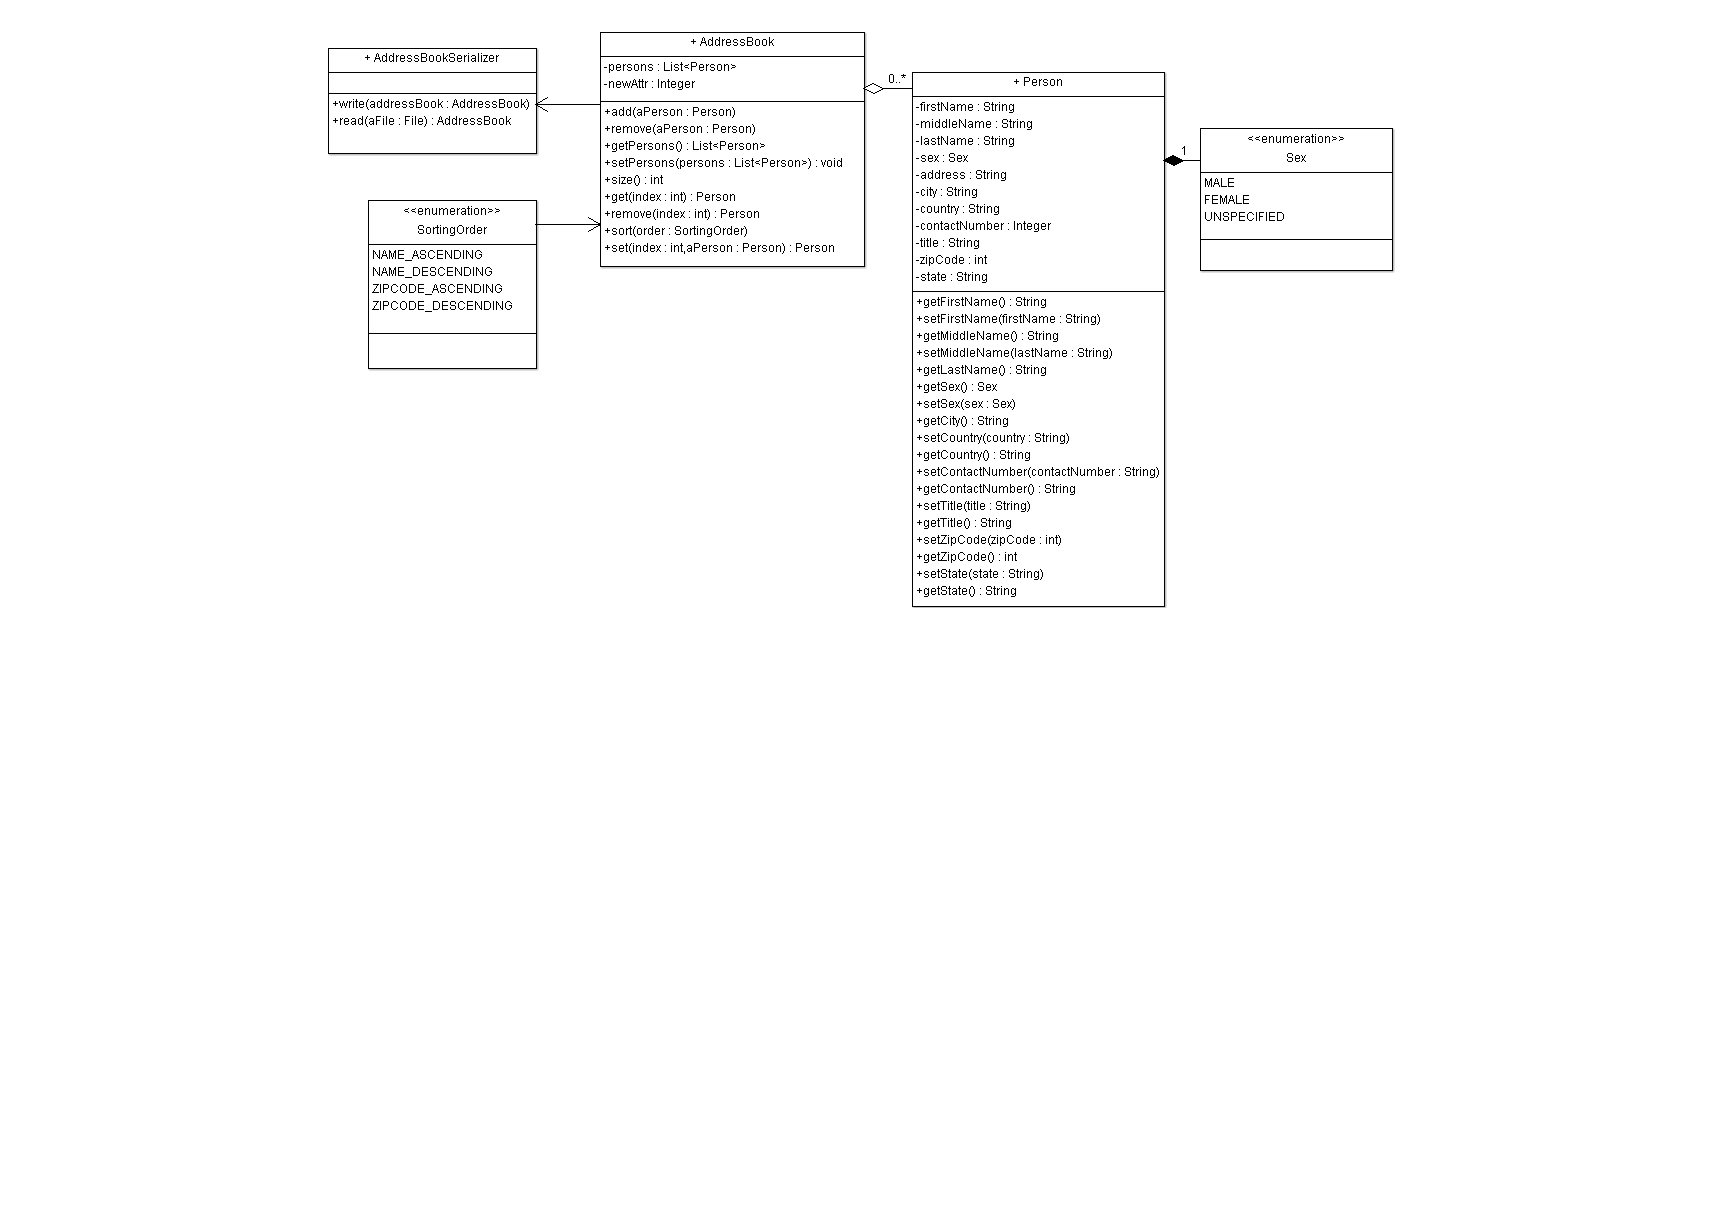 + AddressBookSerializer
+write(addressBook : AddressBook)
+read(aFile : File) : AddressBook
<<enumeration>>
SortingOrder
NAME_ASCENDING
NAME_DESCENDING
ZIPCODE_ASCENDING
ZIPCODE_DESCENDING
+ AddressBook
-persons : List<Person>
-newAttr : Integer
+add(aPerson : Person)
+remove(aPerson : Person)
+getPersons() : List<Person>
+setPersons(persons : List<Person>) : void
+size() : int
+get(index : int) : Person
+remove(index : int) : Person
+sort(order : SortingOrder)
+set(index : int,aPerson : Person) : Person
0..*
+ Person
-firstName : String
-middleName : String
-lastName : String
-sex : Sex
-address : String
-city : String
-country : String
-contactNumber : Integer
-title : String
-zipCode : int
-state : String
+getFirstName() : String
+setFirstName(firstName : String)
+getMiddleName() : String
+setMiddleName(lastName : String)
+getLastName() : String
+getSex() : Sex
+setSex(sex : Sex)
+getCity() : String
+setCountry(country : String)
+getCountry() : String
+setContactNumber(contactNumber : String)
+getContactNumber() : String
+setTitle(title : String)
+getTitle() : String
+setZipCode(zipCode : int)
+getZipCode() : int
+setState(state : String)
+getState() : String
1
<<enumeration>>
Sex
MALE
FEMALE
UNSPECIFIED